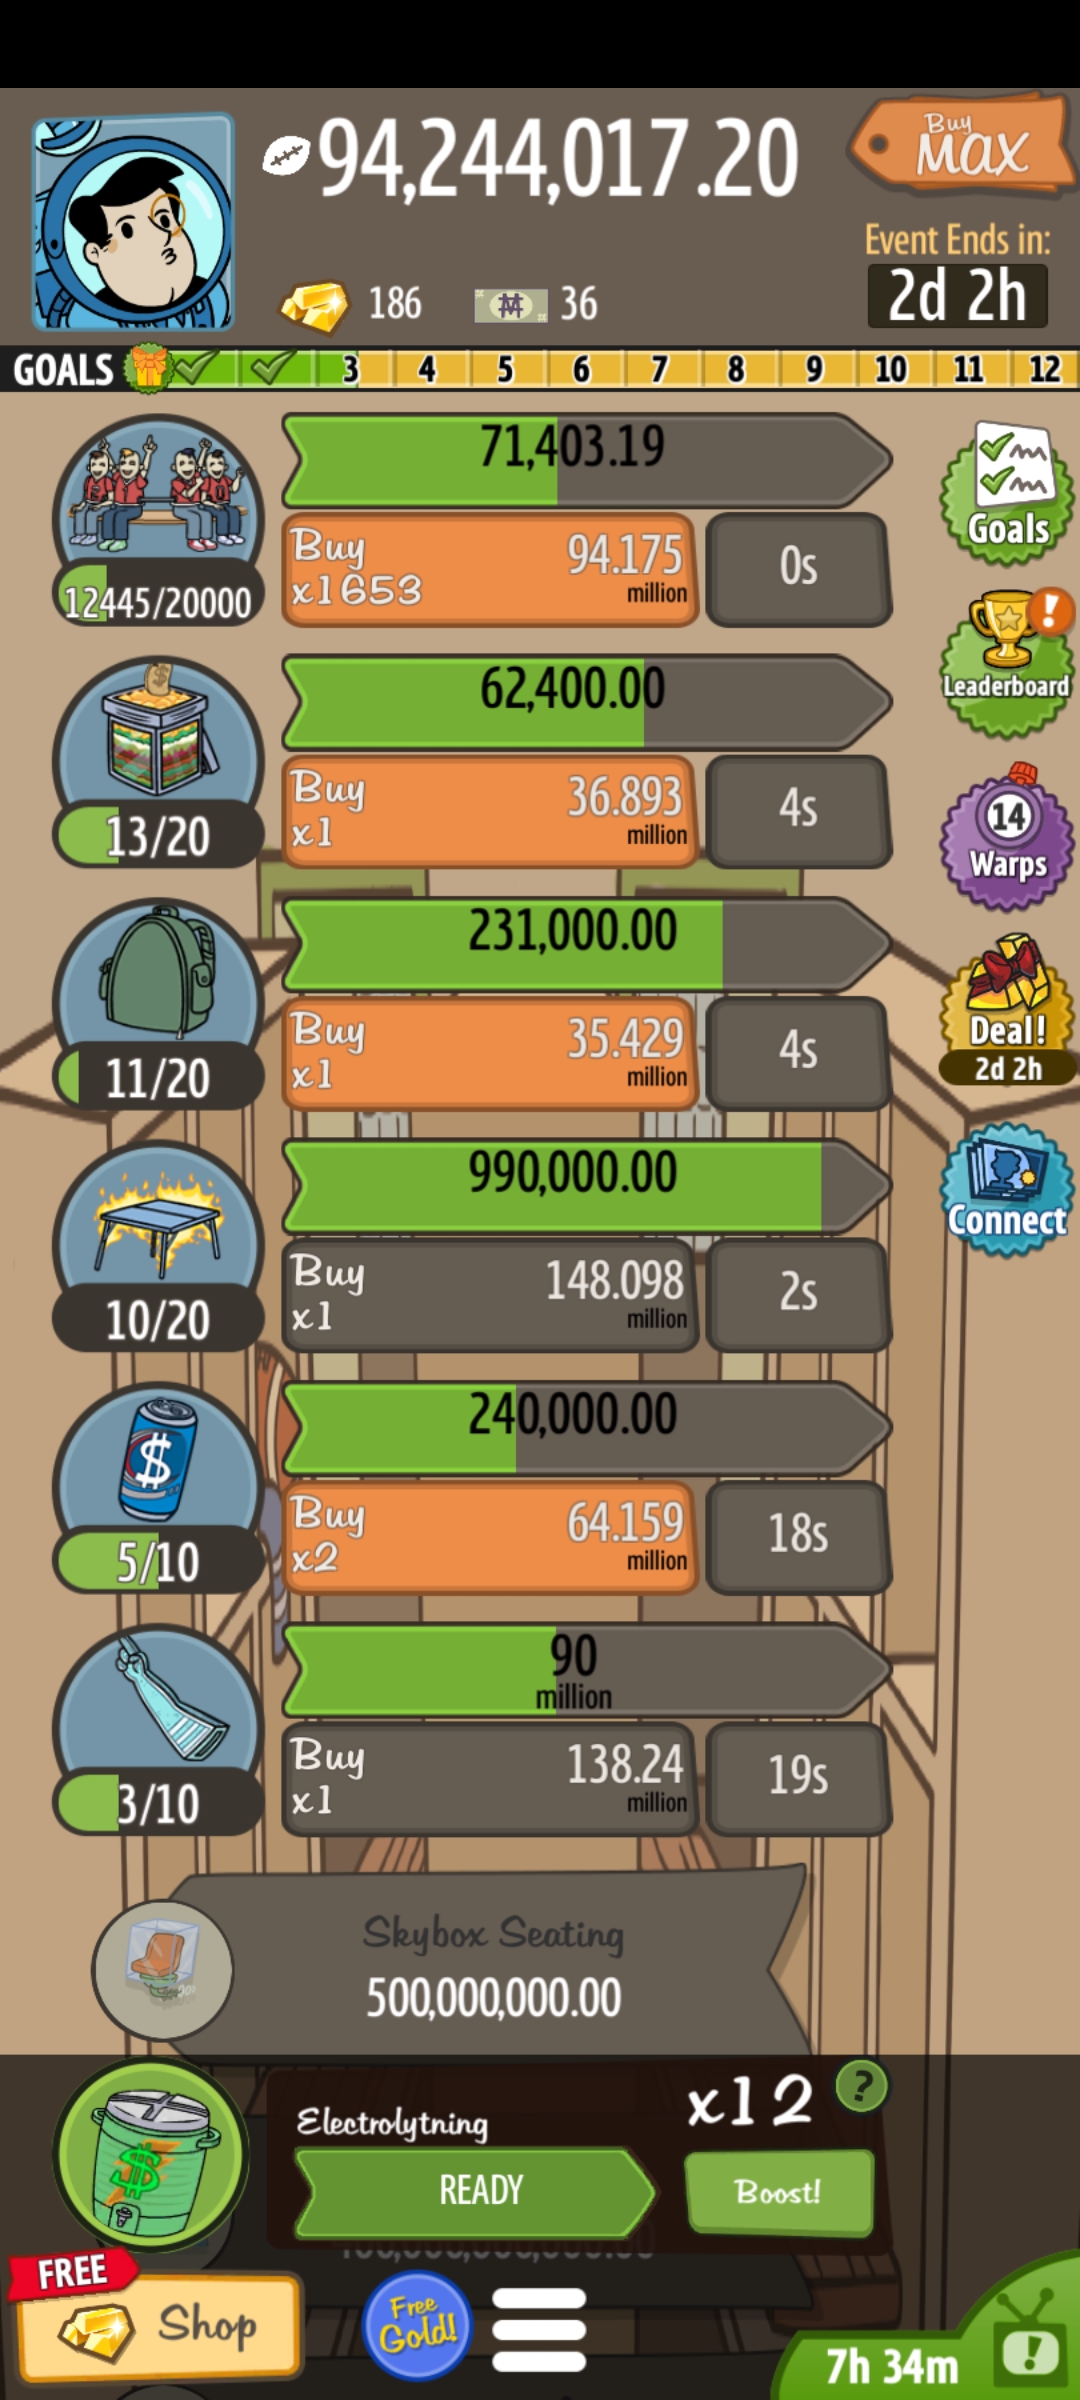 94,244,017.20
Buy
MAX
Event Ends in:
2d 2h
186
36
GOALS
3
4
5
6
7
8
9
10
11
12
71,403.19
Buy
x1653
94.175
million
0s
12445/20000
Goals
62,400.00
Buy
x1
36.893
million
4s
13/20
Leaderboard
231,000.00
Buy
x1
35.429
million
4s
11/20
14
Warps
Deal!
2d 2h
990,000.00
Buy
x1
148.098
million
2s
10/20
Connect
240,000.00
Buy
x2
64.159
million
18s
5/10
90
million
Buy
x1
138.24
million
19s
3/10
Skybox Seating
500,000,000.00
Electrolytning
x12
?
READY
Boost!
FREE
Shop
Free
Gold!
7h 34m